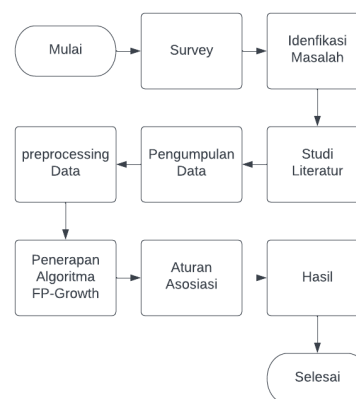 Mulai
Survey
Idenfikasi
Masalah
Studi
Literatur
Pengumpulan
Data
preprocessing
Data
Penerapan
Algoritma
FP-Growth
Aturan
Asosiasi
Hasil
Selesai